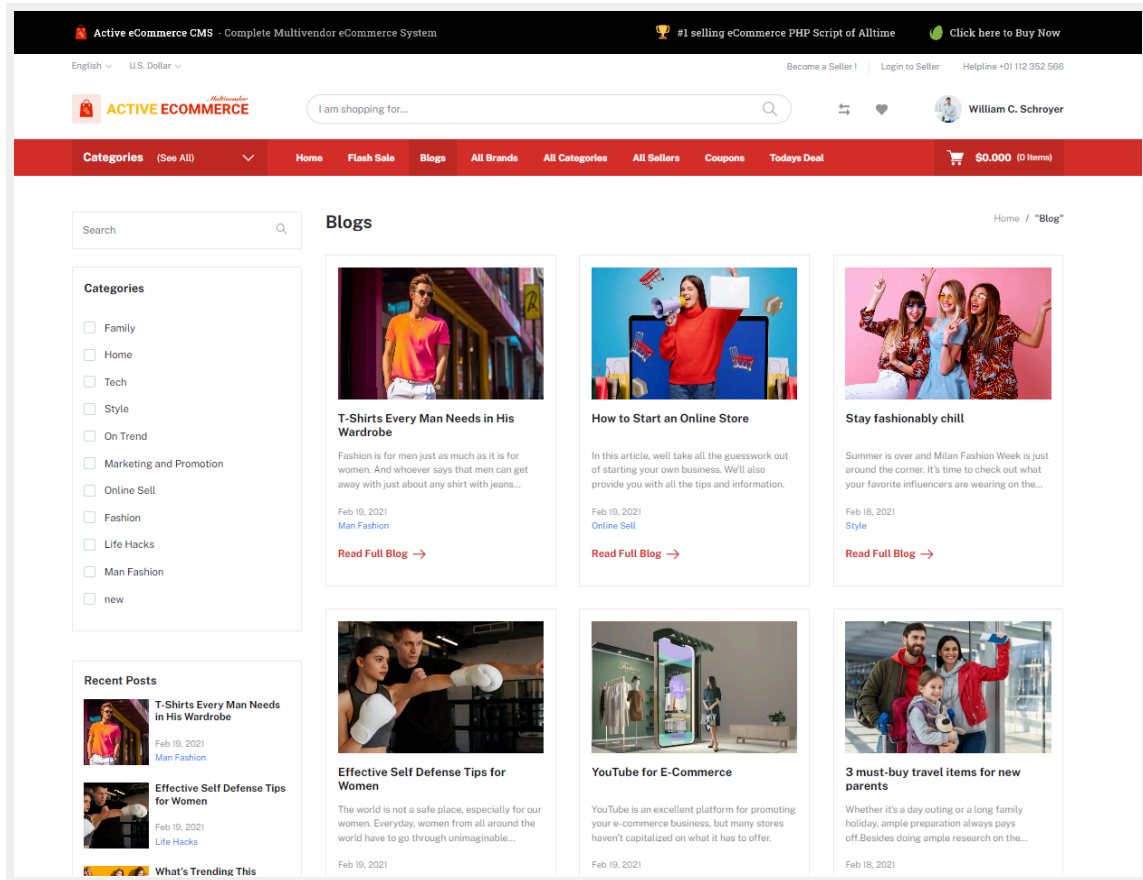 Active eCommerce CMS - Complete Multivendor eCommerce System
#1 selling eCommerce PHP Script of Alltime
Click here to Buy Now
English
U.S. Dollar
Become a Seller !
Login to Seller
Helpline +01 112 352 566
Multivendor
ACTIVE ECOMMERCE
I am shopping for...
William C. Schroyer
Categories (See All)
Home
Flash Sale
Blogs
All Brands
All Categories
All Sellers
Coupons
Todays Deal
$0.000 (0 Items)
Search
Categories
Family
Home
Tech
Style
On Trend
Marketing and Promotion
Online Sell
Fashion
Life Hacks
Man Fashion
new
Recent Posts
T-Shirts Every Man Needs
in His Wardrobe
Feb 19, 2021
Man Fashion
Effective Self Defense Tips
for Women
Feb 19, 2021
Life Hacks
What's Trending This
Blogs
Home / "Blog"
T-Shirts Every Man Needs in His
Wardrobe
Fashion is for men just as much as it is for
women. And whoever says that men can get
away with just about any shirt with jeans...
Feb 19, 2021
Man Fashion
Read Full Blog
How to Start an Online Store
In this article, well take all the guesswork out
of starting your own business. We'll also
provide you with all the tips and information.
Feb 19, 2021
Online Sell
Read Full Blog
Stay fashionably chill
Summer is over and Milan Fashion Week is just
around the corner. It's time to check out what
your favorite influencers are wearing on the...
Feb 18, 2021
Style
Read Full Blog
Effective Self Defense Tips for
Women
The world is not a safe place, especially for our
women. Everyday, women from all around the
world have to go through unimaginable...
Feb 19, 2021
YouTube for E-Commerce
YouTube is an excellent platform for promoting
your e-commerce business, but many stores
haven't capitalized on what it has to offer.
Feb 19, 2021
3 must-buy travel items for new
parents
Whether it's a day outing or a long family
holiday, ample preparation always pays
off.Besides doing ample research on the...
Feb 18, 2021